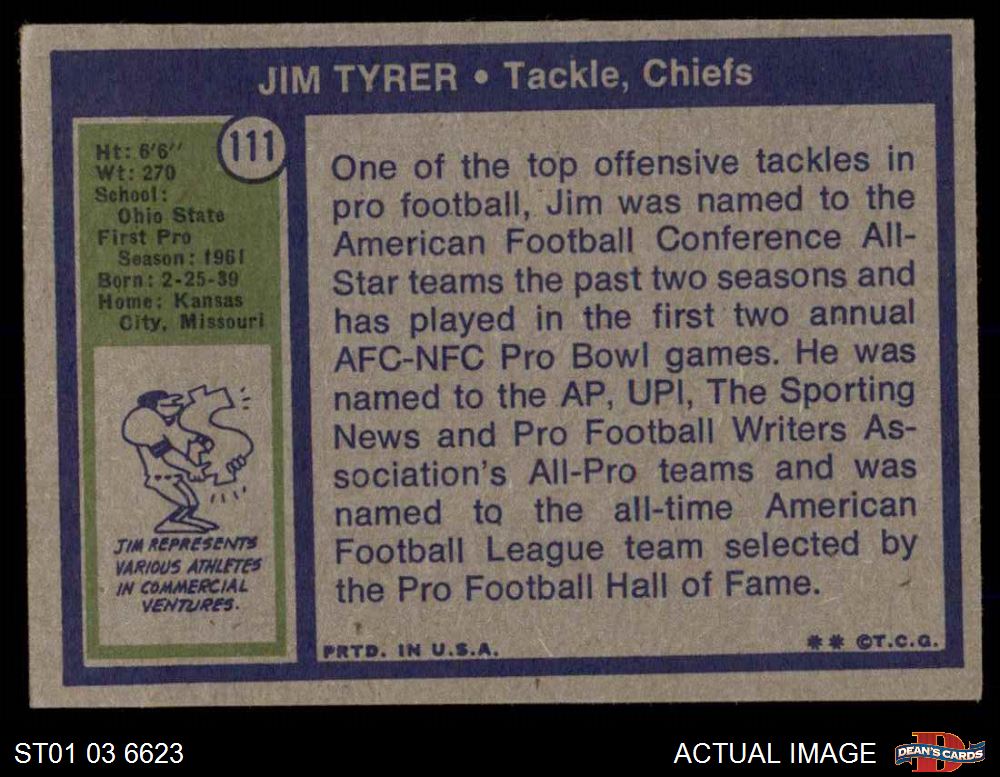 JIM TYRER • Tackle, Chiefs
111
Ht: 6'6"
Wt: 270
School:
Ohio State
First Pro
Season: 1961
Born: 2-25-39
Home: Kansas
City, Missouri
JIM REPRESENTS
VARIOUS ATHLETES
IN COMMERCIAL
VENTURES.
One of the top offensive tackles in
pro football, Jim was named to the
American Football Conference All-
Star teams the past two seasons and
has played in the first two annual
AFC-NFC Pro Bowl games. He was
named to the AP, UPI, The Sporting
News and Pro Football Writers As-
sociation's All-Pro teams and was
named to the all-time American
Football League team selected by
the Pro Football Hall of Fame.
PRTD. IN U.S.A.
** ©T.C.G.
ST01 03 6623
ACTUAL IMAGE
D
DEAN'S CARDS